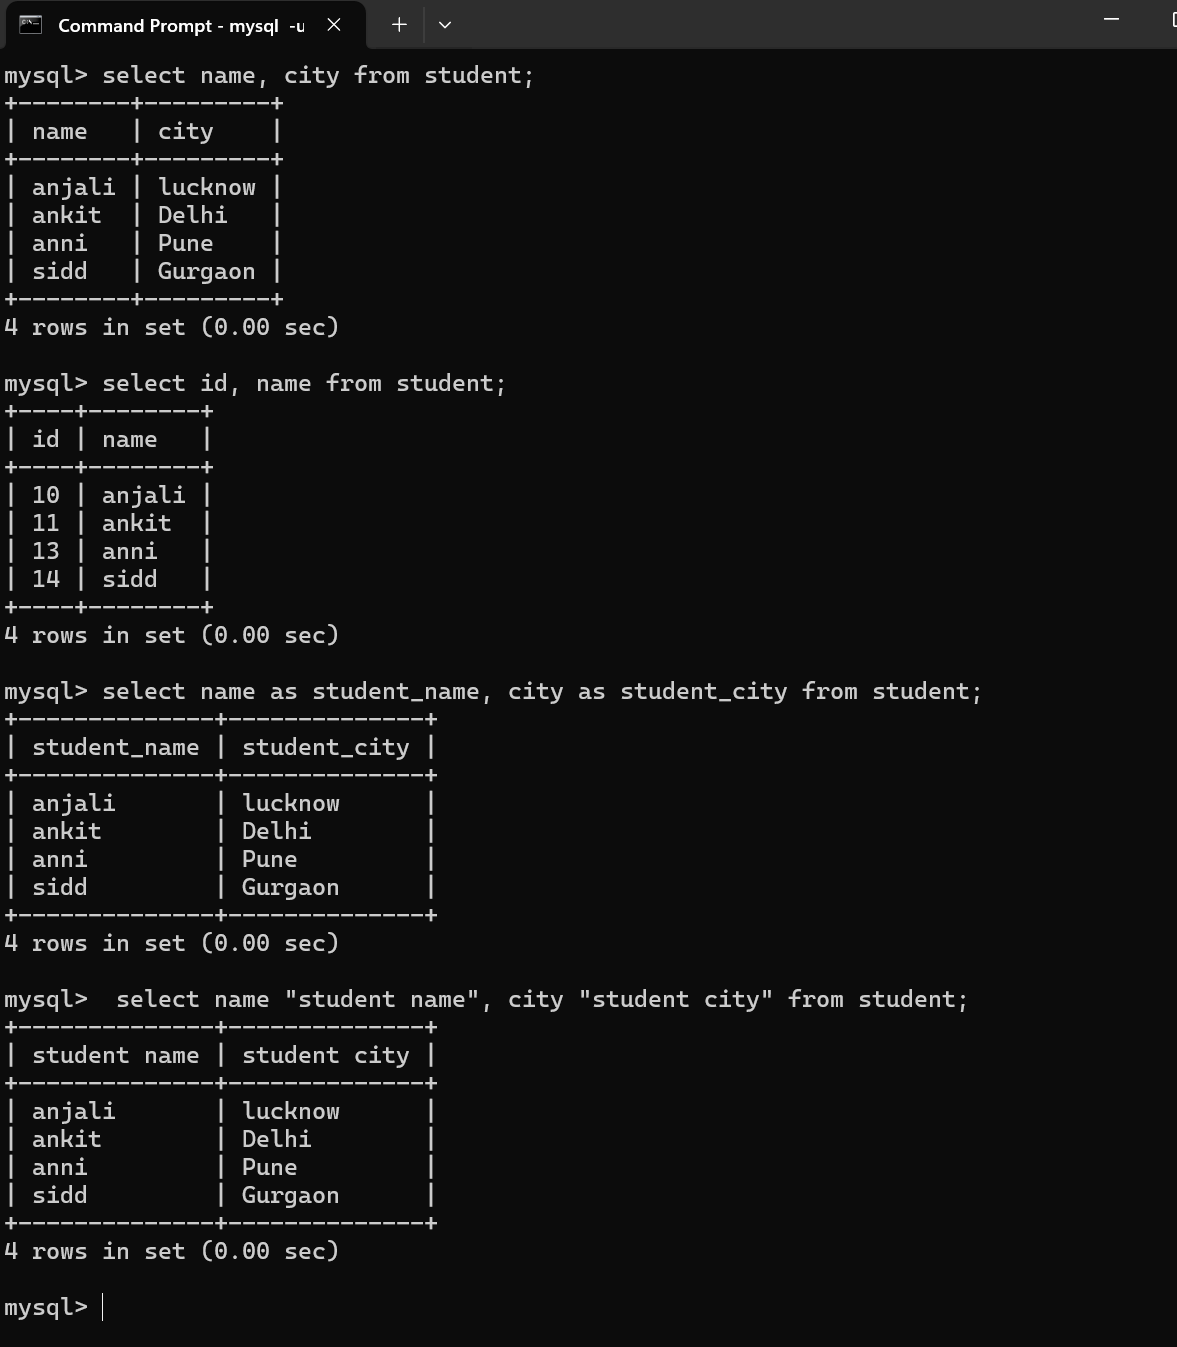 Command Prompt - mysql  -u
mysql> select name, city from student;
+--------+---------+
| name   | city    |
+--------+---------+
| anjali | lucknow |
| ankit  | Delhi   |
| anni   | Pune    |
| sidd   | Gurgaon |
+--------+---------+
4 rows in set (0.00 sec)

mysql> select id, name from student;
+----+--------+
| id | name   |
+----+--------+
| 10 | anjali |
| 11 | ankit  |
| 13 | anni   |
| 14 | sidd   |
+----+--------+
4 rows in set (0.00 sec)

mysql> select name as student_name, city as student_city from student;
+--------------+--------------+
| student_name | student_city |
+--------------+--------------+
| anjali       | lucknow      |
| ankit        | Delhi        |
| anni         | Pune         |
| sidd         | Gurgaon      |
+--------------+--------------+
4 rows in set (0.00 sec)

mysql>  select name "student name", city "student city" from student;
+--------------+--------------+
| student name | student city |
+--------------+--------------+
| anjali       | lucknow      |
| ankit        | Delhi        |
| anni         | Pune         |
| sidd         | Gurgaon      |
+--------------+--------------+
4 rows in set (0.00 sec)

mysql>